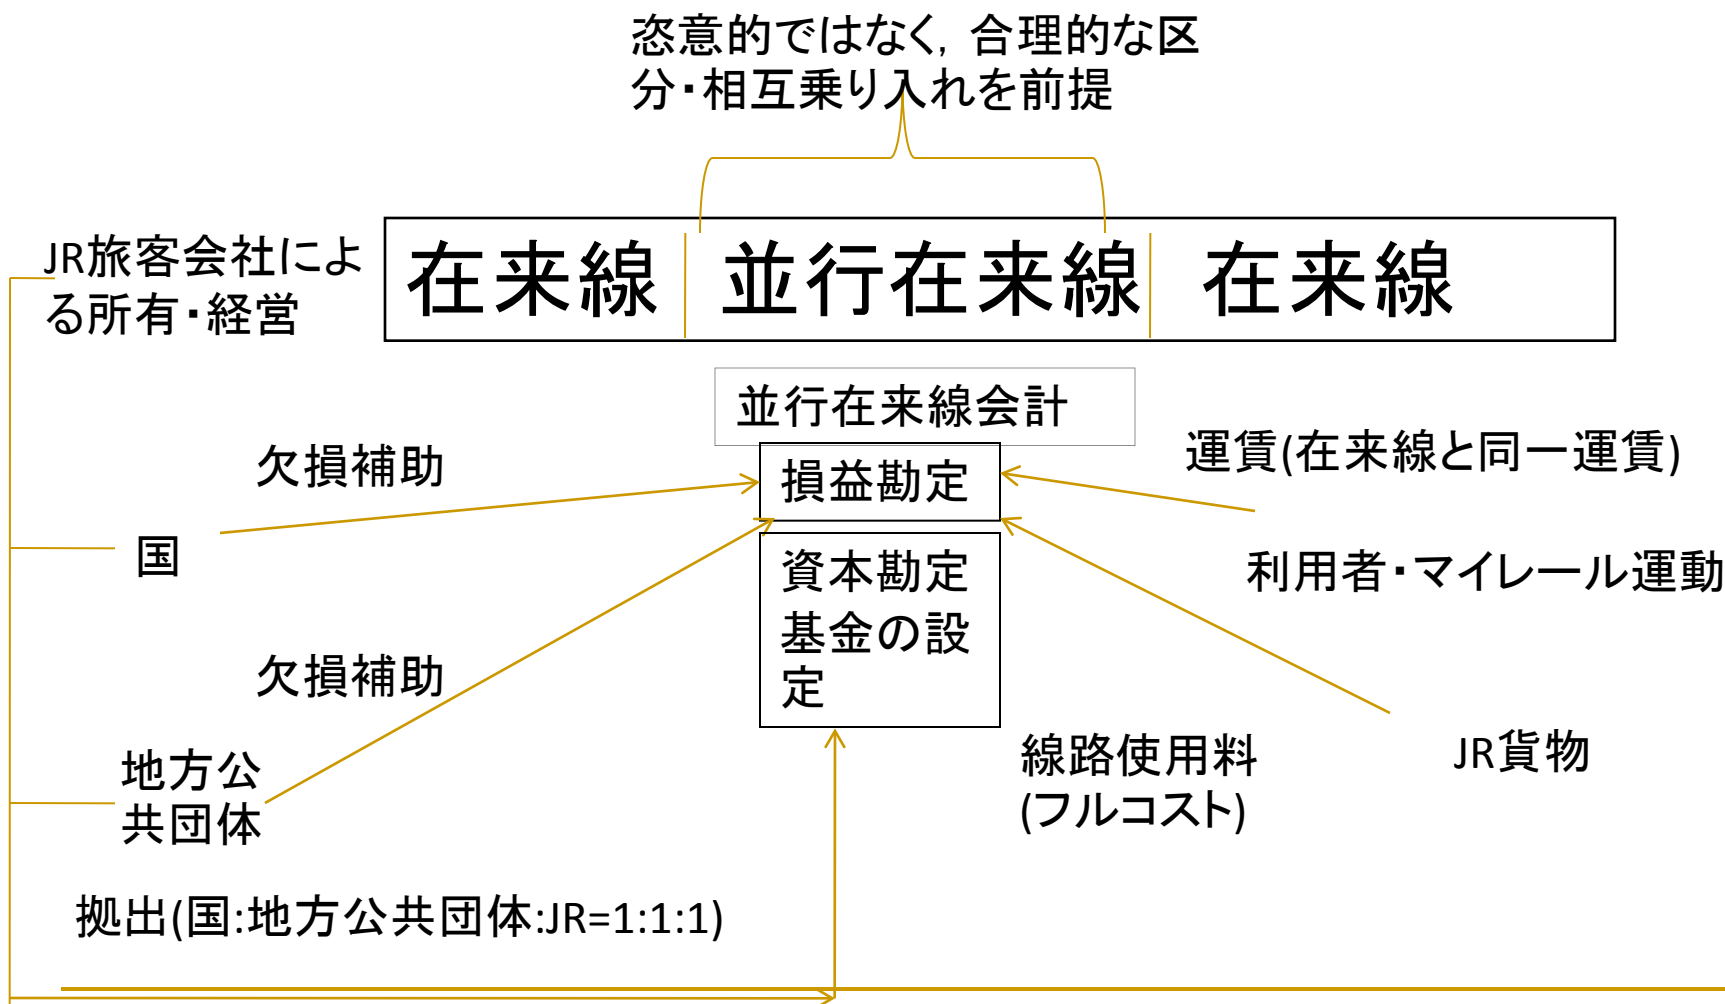 恣意的ではなく，合理的な区
分・相互乗り入れを前提
JR旅客会社によ
る所有・経営
在来線 並行在来線 在来線
並行在来線会計
欠損補助
損益勘定
運賃(在来線と同一運賃)
国
資本勘定
基金の設
定
利用者・マイレール運動
欠損補助
地方公
共団体
線路使用料
(フルコスト)
JR貨物
拠出(国:地方公共団体:JR=1:1:1)